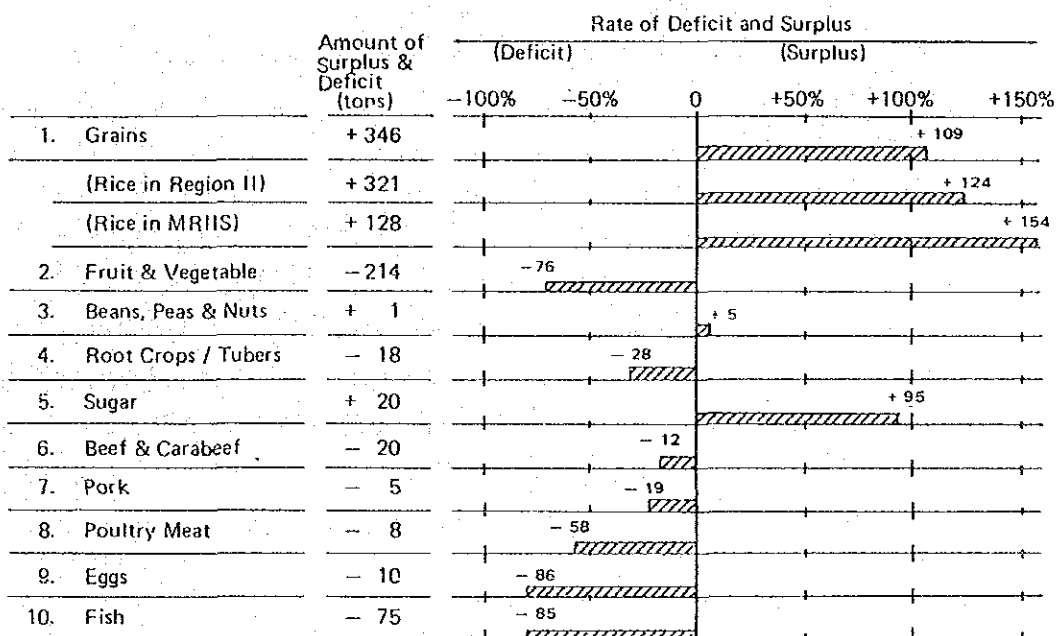 Rate of Deficit and Surplus
Amount of Surplus & Deficit (tons)
(Deficit) (Surplus)
−100% −50% 0 +50% +100% +150%
1. Grains + 346 + 109
(Rice in Region II) + 321 + 124
(Rice in MRIIS) + 128 + 154
2. Fruit & Vegetable −214 −76
3. Beans, Peas & Nuts + 1 + 5
4. Root Crops / Tubers − 18 − 28
5. Sugar + 20 + 95
6. Beef & Carabeef − 20 − 12
7. Pork − 5 − 19
8. Poultry Meat − 8 − 58
9. Eggs − 10 − 86
10. Fish − 75 − 85